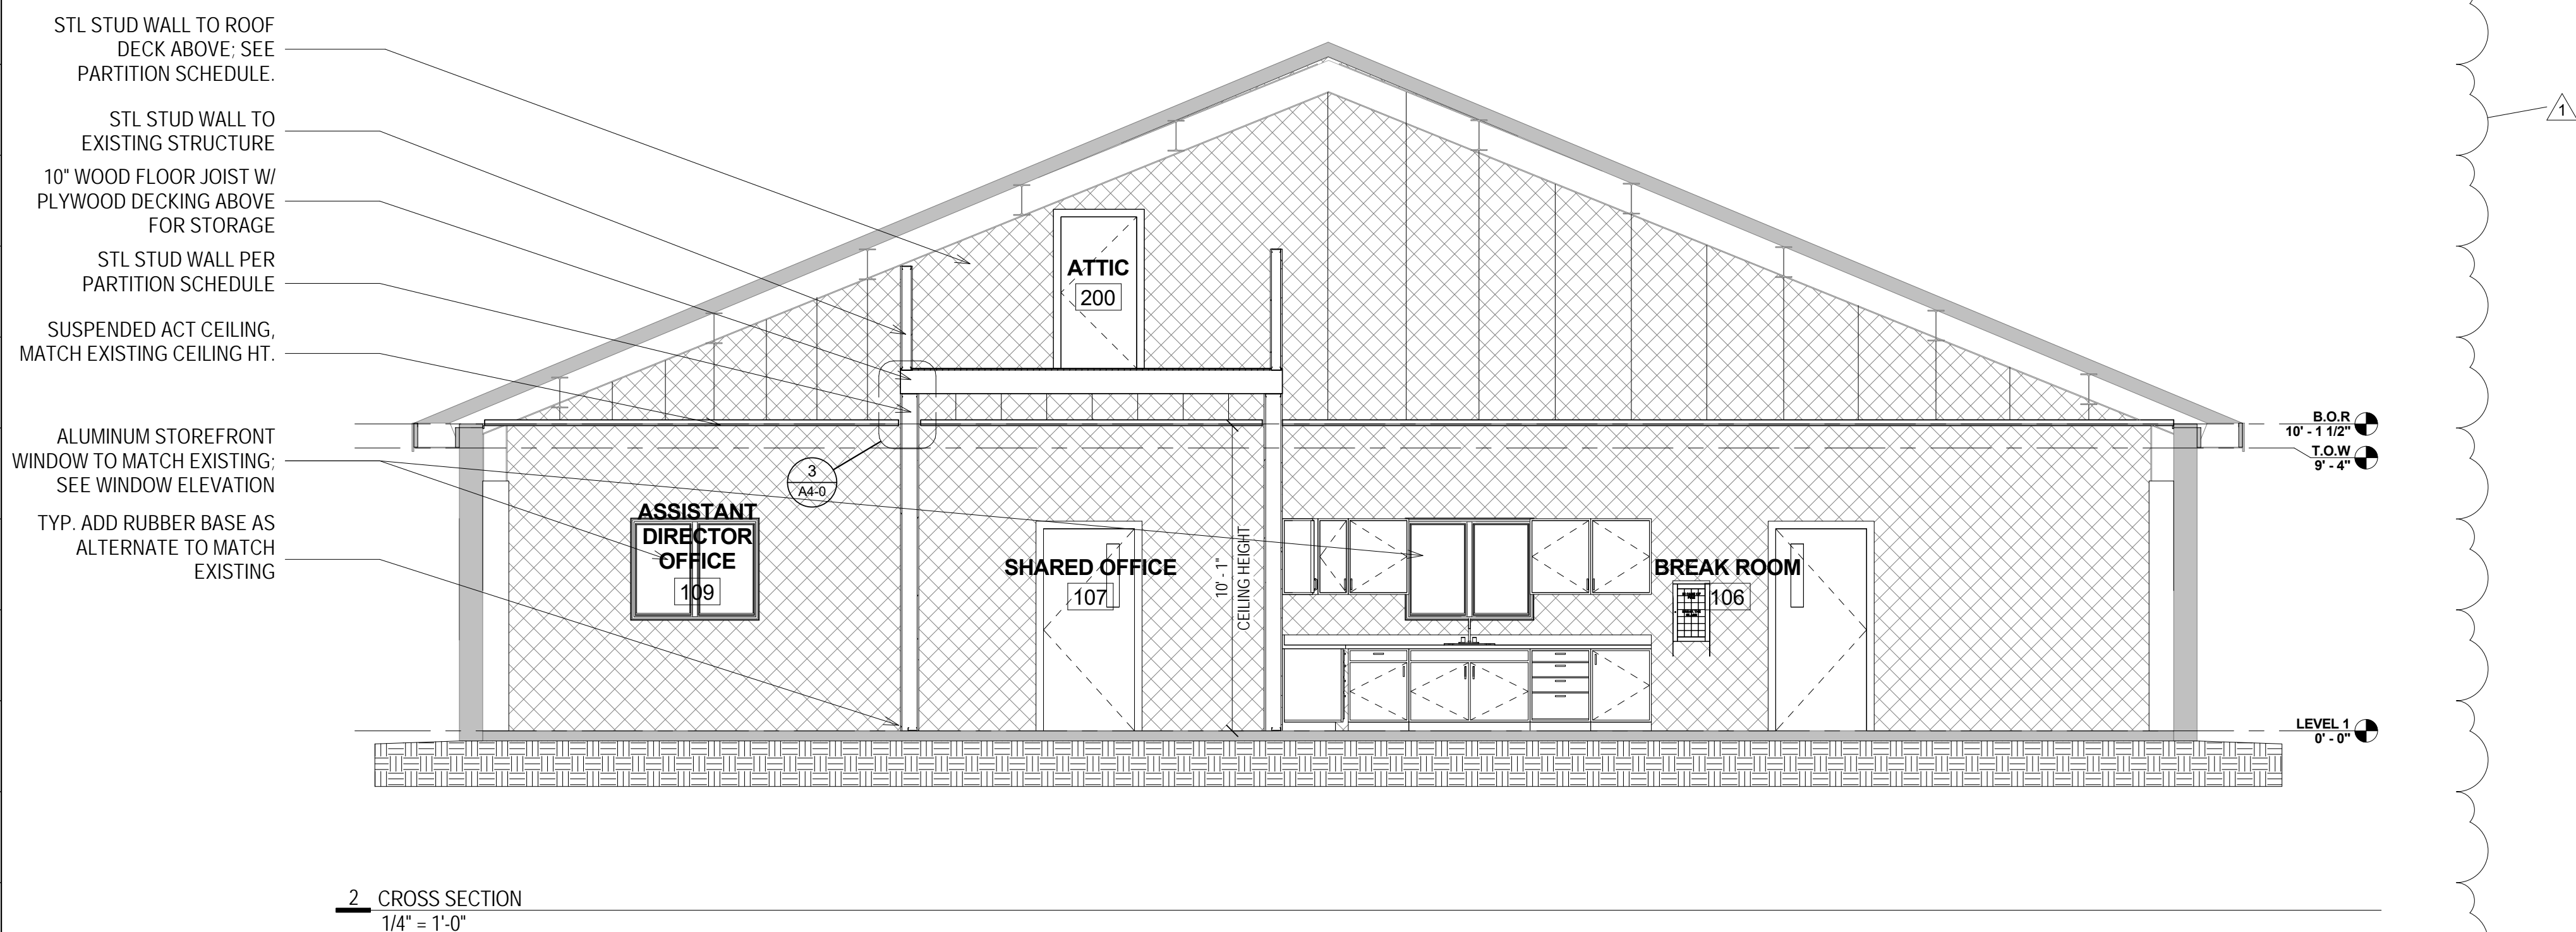 STL STUD WALL TO ROOF
DECK ABOVE; SEE
PARTITION SCHEDULE.
STL STUD WALL TO
EXISTING STRUCTURE
10" WOOD FLOOR JOIST W/
PLYWOOD DECKING ABOVE
FOR STORAGE
STL STUD WALL PER
PARTITION SCHEDULE
SUSPENDED ACT CEILING,
MATCH EXISTING CEILING HT.
ALUMINUM STOREFRONT
WINDOW TO MATCH EXISTING;
SEE WINDOW ELEVATION
TYP. ADD RUBBER BASE AS
ALTERNATE TO MATCH
EXISTING
1
ATTIC
200
3
A4-0
ASSISTANT
DIRECTOR
OFFICE
109
SHARED OFFICE
107
10' - 1"
CEILING HEIGHT
BREAK ROOM
106
B.O.R
10' - 1 1/2"
T.O.W
9' - 4"
LEVEL 1
0' - 0"
2 CROSS SECTION
1/4" = 1'-0"